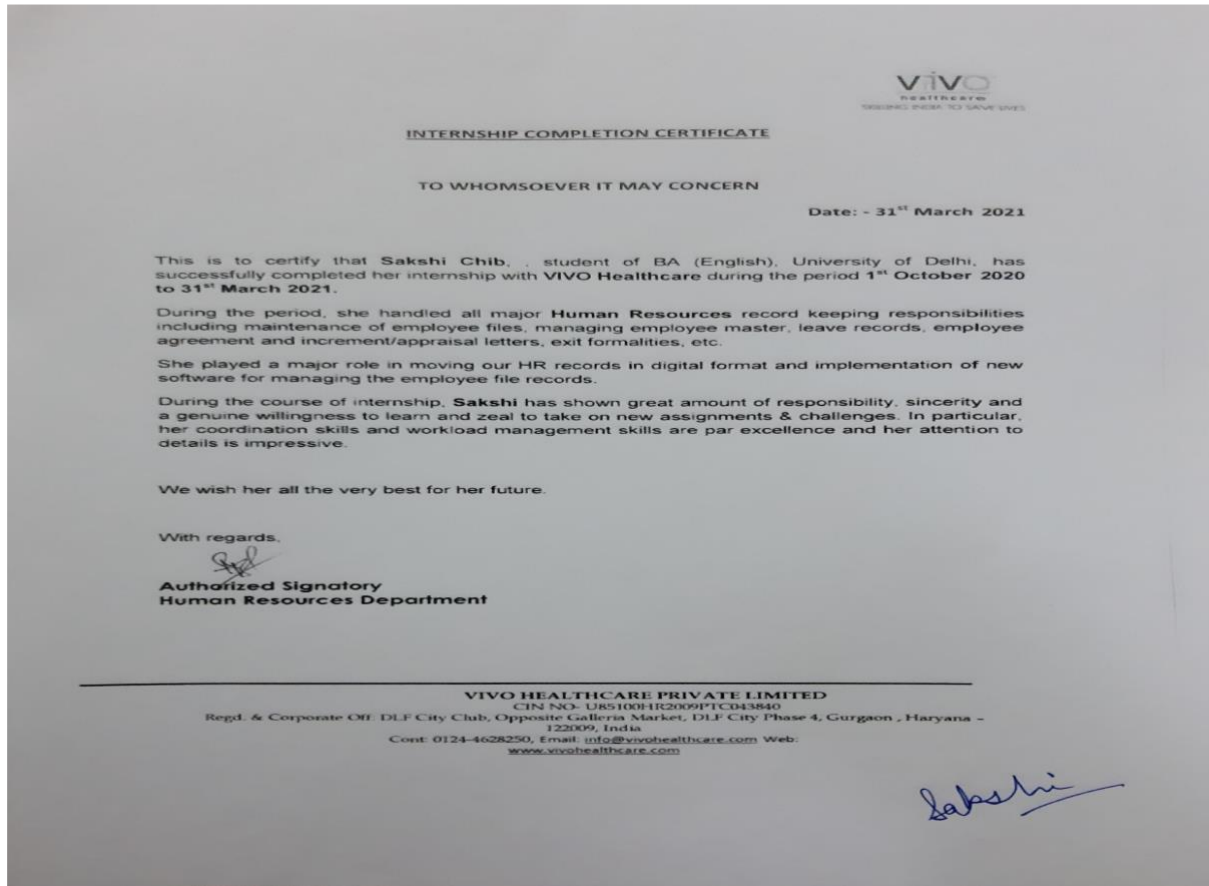 VIVO
healthcare
SKILLING INDIA TO SAVE LIVES
INTERNSHIP COMPLETION CERTIFICATE
TO WHOMSOEVER IT MAY CONCERN
Date: - 31st March 2021
This is to certify that Sakshi Chib, , student of BA (English), University of Delhi, has
successfully completed her internship with VIVO Healthcare during the period 1st October 2020
to 31st March 2021.
During the period, she handled all major Human Resources record keeping responsibilities
including maintenance of employee files, managing employee master, leave records, employee
agreement and increment/appraisal letters, exit formalities, etc.
She played a major role in moving our HR records in digital format and implementation of new
software for managing the employee file records.
During the course of internship, Sakshi has shown great amount of responsibility, sincerity and
a genuine willingness to learn and zeal to take on new assignments & challenges. In particular,
her coordination skills and workload management skills are par excellence and her attention to
details is impressive.
We wish her all the very best for her future.
With regards,
Authorized Signatory
Human Resources Department
VIVO HEALTHCARE PRIVATE LIMITED
CIN NO- U85100HR2009PTC043840
Regd. & Corporate Off: DLF City Club, Opposite Galleria Market, DLF City Phase 4, Gurgaon , Haryana –
122009, India
Cont: 0124-4628250, Email: info@vivohealthcare.com Web:
www.vivohealthcare.com
Sakshi